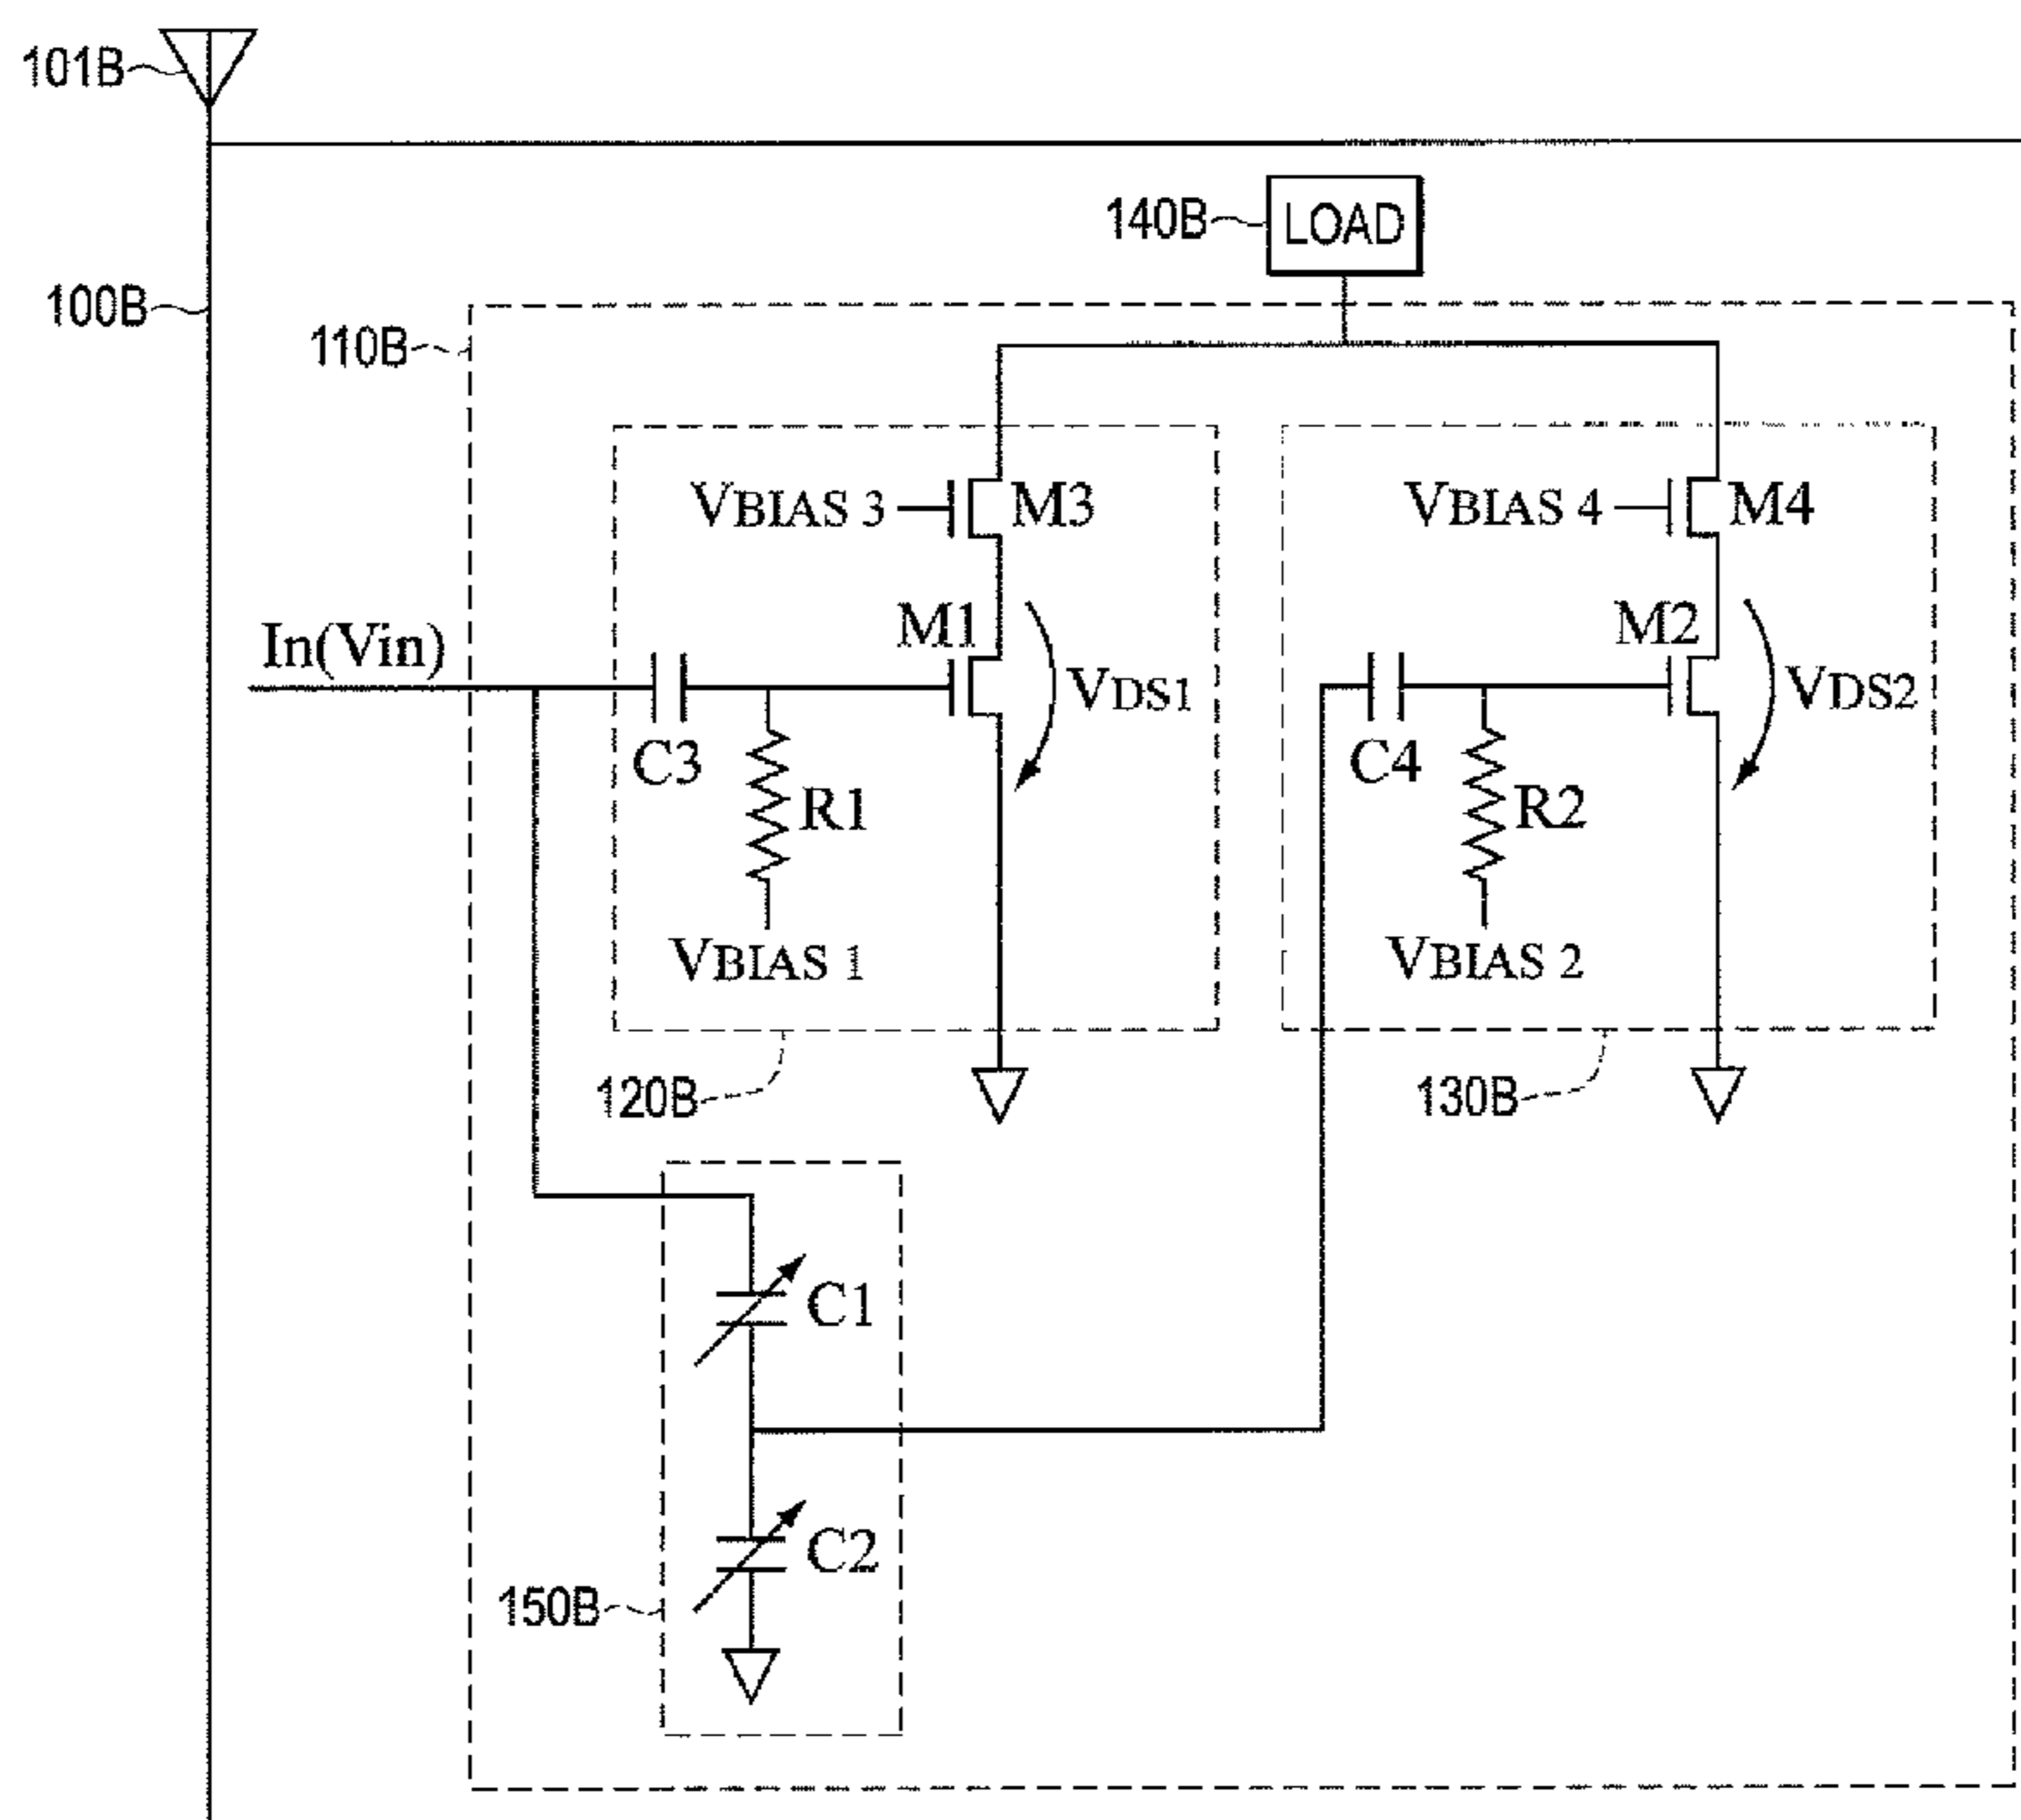 101B
140B
LOAD
100B
110B
VBIAS 3
M3
VBIAS 4
M4
In(Vin)
M1
VDS1
M2
VDS2
C3
R1
C4
R2
VBIAS 1
VBIAS 2
120B
130B
C1
C2
150B